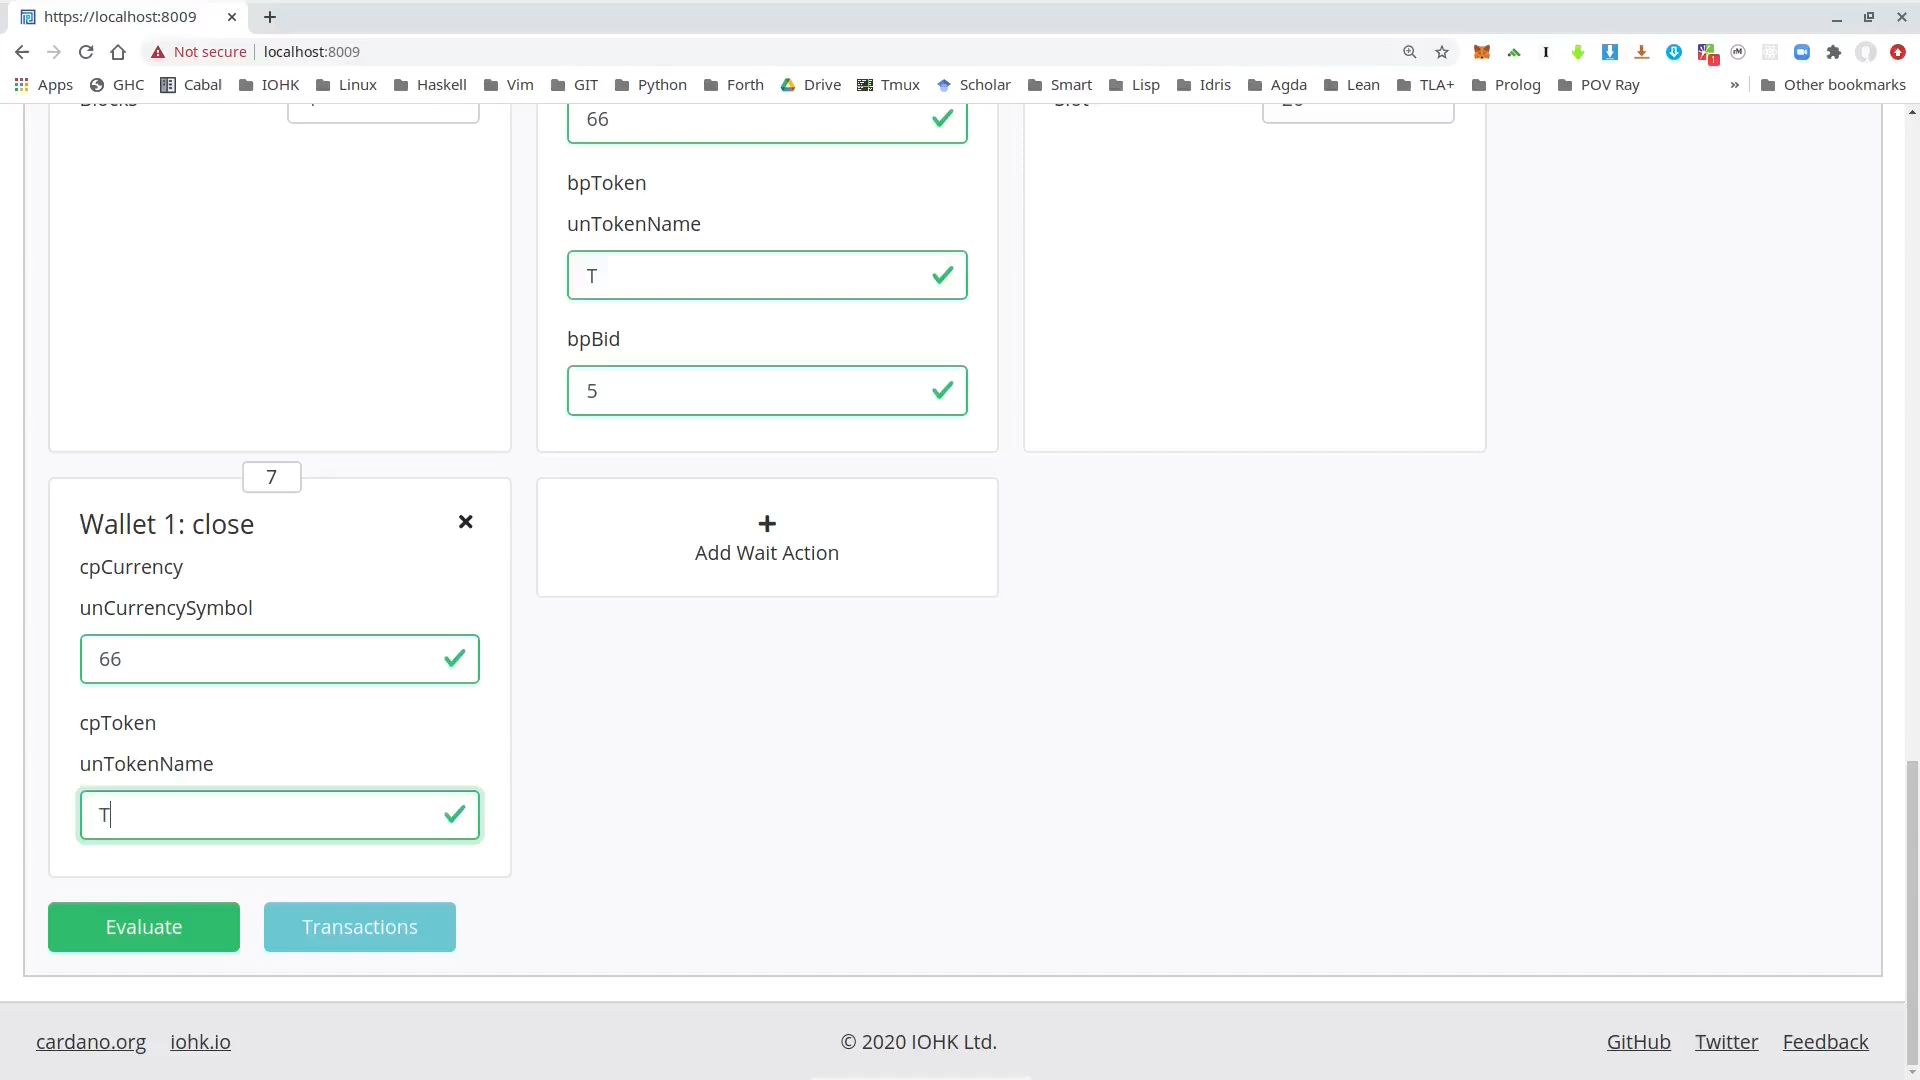 https://localhost:8009
Not secure localhost:8009
Apps GHC Cabal IOHK Linux Haskell Vim GIT Python Forth Drive Tmux Scholar Smart Lisp Idris Agda Lean TLA+ Prolog POV Ray » Other bookmarks
66
bpToken
unTokenName
T
bpBid
5
7
Wallet 1: close
cpCurrency
unCurrencySymbol
66
cpToken
unTokenName
T
Add Wait Action
Evaluate Transactions
cardano.org iohk.io © 2020 IOHK Ltd. GitHub Twitter Feedback